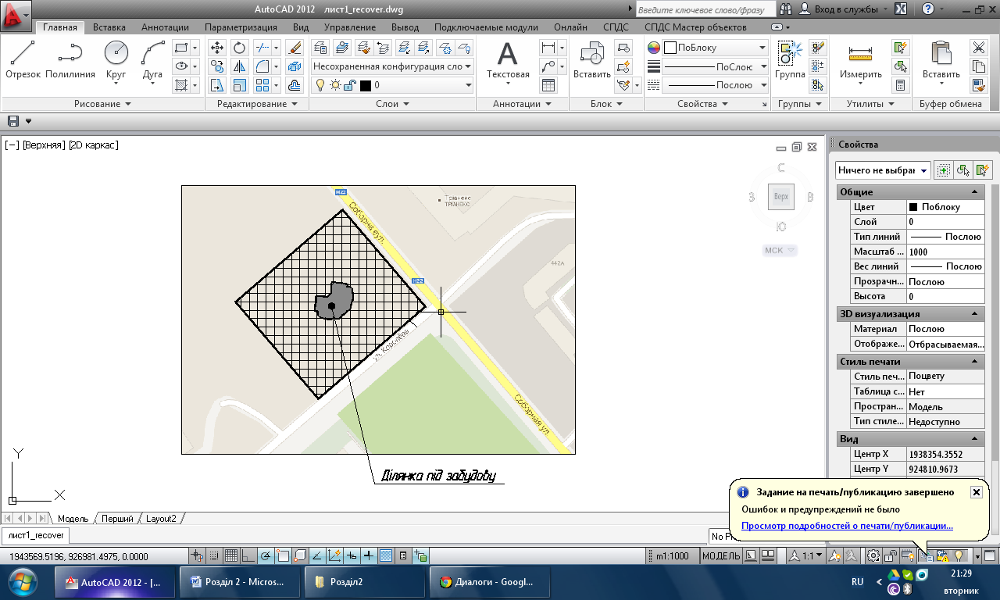 AutoCAD 2012 лист1_recover.dwg
Введите ключевое слово/фразу
Вход в службы
Главная Вставка Аннотации Параметризация Вид Управление Вывод Подключаемые модули Онлайн СПДС СПДС Мастер объектов
Отрезок Полилиния Круг Дуга
Несохраненная конфигурация сло
0
Текстовая
Вставить
ПоБлоку
ПоСлою
Послою
Группа
Измерить
Вставить
Рисование Редактирование Слои Аннотации Блок Свойства Группы Утилиты Буфер обмена
[−] [Верхняя] [2D каркас]
С
З Верх В
Ю
МСК
Н22
Соборна вул.
Тріанекс
ТРІАНЕКС
Н22
442А
ул. Королёва
Соборная ул.
Ділянка під забудову
Y
X
Свойства
Ничего не выбран
Общие
Цвет Поблоку
Слой 0
Тип линий Послою
Масштаб ... 1000
Вес линий Послою
Прозрачн... Послою
Высота 0
3D визуализация
Материал Послою
Отображе... Отбрасываемая...
Стиль печати
Стиль печ... Поцвету
Таблица с... Нет
Простран... Модель
Тип стиле... Недоступно
Вид
Центр X 1938354.3552
Центр Y 924810.9673
Задание на печать/публикацию завершено
Ошибок и предупреждений не было
Просмотр подробностей о печати/публикации...
Модель Перший Layout2
лист1_recover
1943569.5196, 926981.4975, 0.0000
m1:1000 МОДЕЛЬ 1:1
AutoCAD 2012 - [...
Розділ 2 - Micros...
Розділ2
Диалоги - Googl...
RU
21:29
вторник